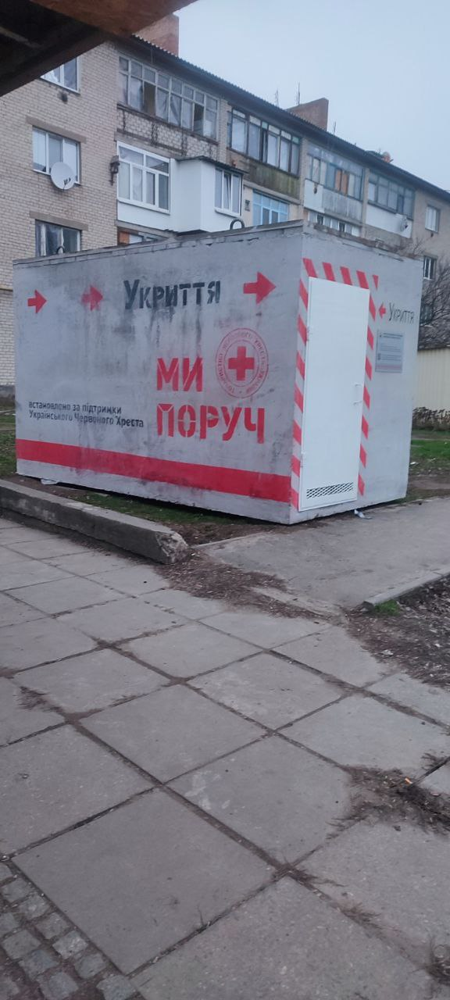 Укриття
МИ
ПОРУЧ
встановлено за підтримки
Українського Червоного Хреста
Укриття